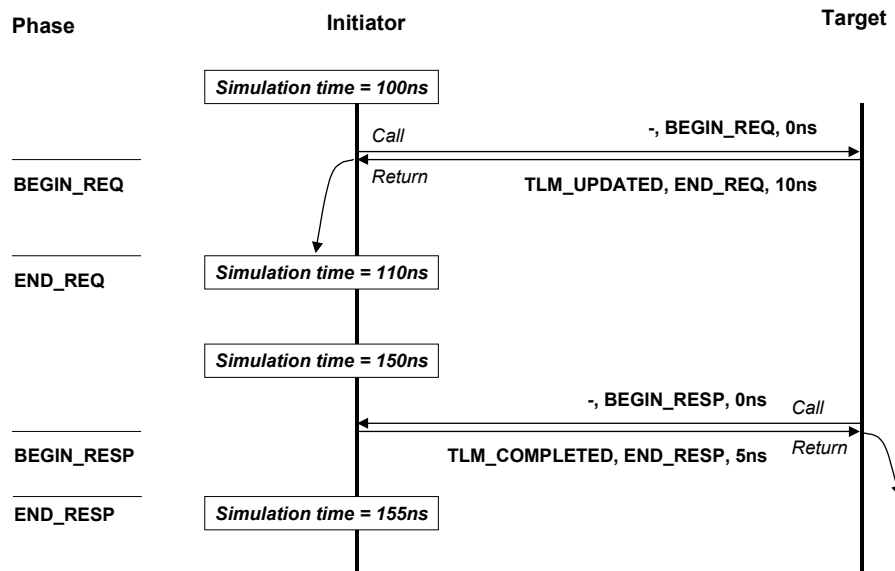 Phase
Initiator
Target
Simulation time = 100ns
-, BEGIN_REQ, 0ns
Call
Return
BEGIN_REQ
TLM_UPDATED, END_REQ, 10ns
END_REQ
Simulation time = 110ns
Simulation time = 150ns
-, BEGIN_RESP, 0ns
Call
BEGIN_RESP
TLM_COMPLETED, END_RESP, 5ns
Return
END_RESP
Simulation time = 155ns